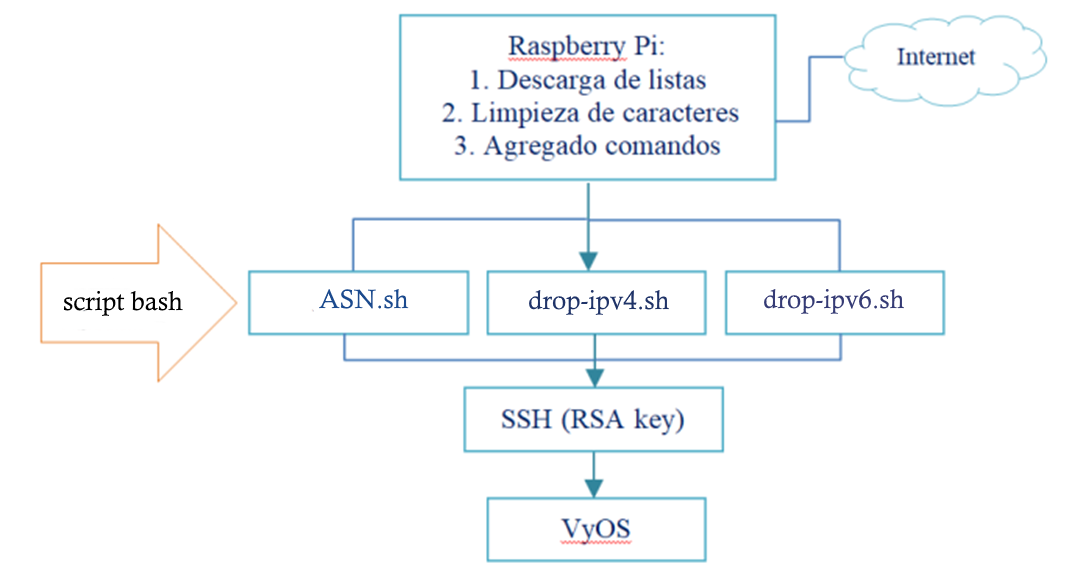 Raspberry Pi:
1. Descarga de listas
2. Limpieza de caracteres
3. Agregado comandos
Internet
script bash
ASN.sh
drop-ipv4.sh
drop-ipv6.sh
SSH (RSA key)
VyOS